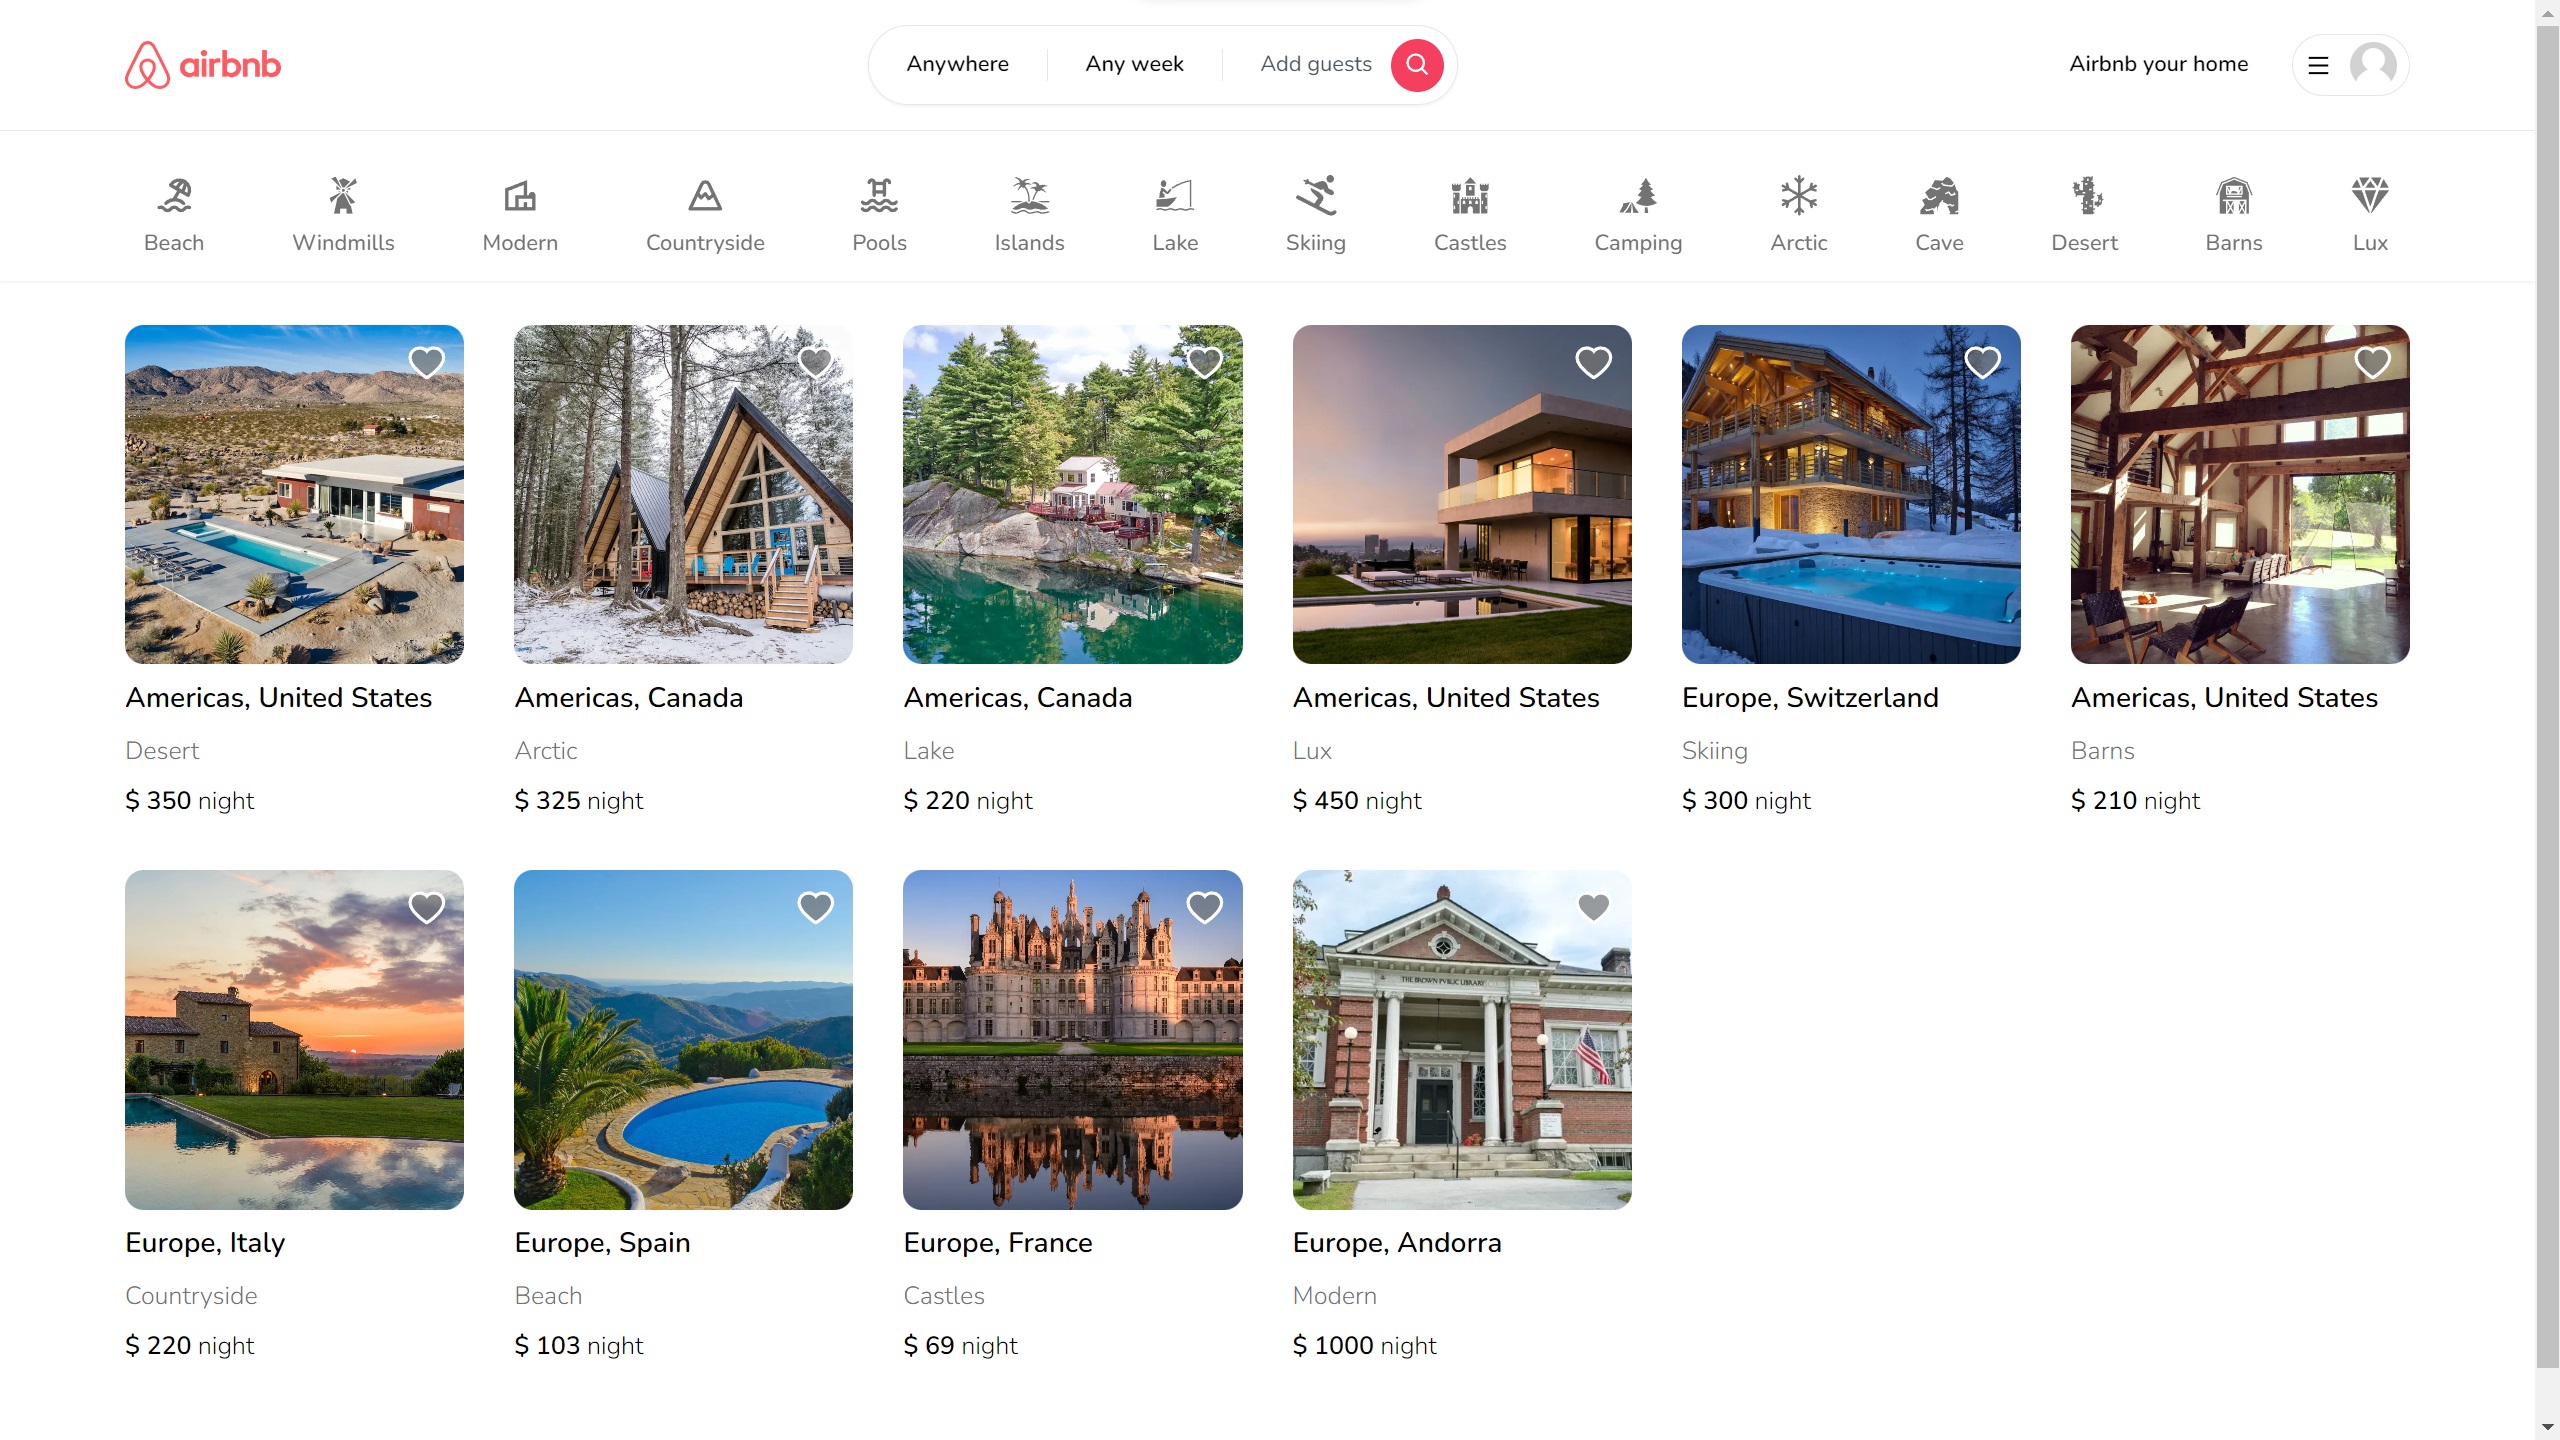 airbnb
Anywhere
Any week
Add guests
Airbnb your home
Beach
Windmills
Modern
Countryside
Pools
Islands
Lake
Skiing
Castles
Camping
Arctic
Cave
Desert
Barns
Lux
Americas, United States
Desert
$ 350 night
Americas, Canada
Arctic
$ 325 night
Americas, Canada
Lake
$ 220 night
Americas, United States
Lux
$ 450 night
Europe, Switzerland
Skiing
$ 300 night
Americas, United States
Barns
$ 210 night
Europe, Italy
Countryside
$ 220 night
Europe, Spain
Beach
$ 103 night
Europe, France
Castles
$ 69 night
THE BROWN PVBLIC LIBRARY
Europe, Andorra
Modern
$ 1000 night